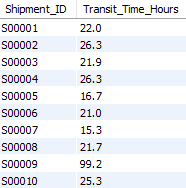 Shipment_ID Transit_Time_Hours
S00001 22.0
S00002 26.3
S00003 21.9
S00004 26.3
S00005 16.7
S00006 21.0
S00007 15.3
S00008 21.7
S00009 99.2
S00010 25.3